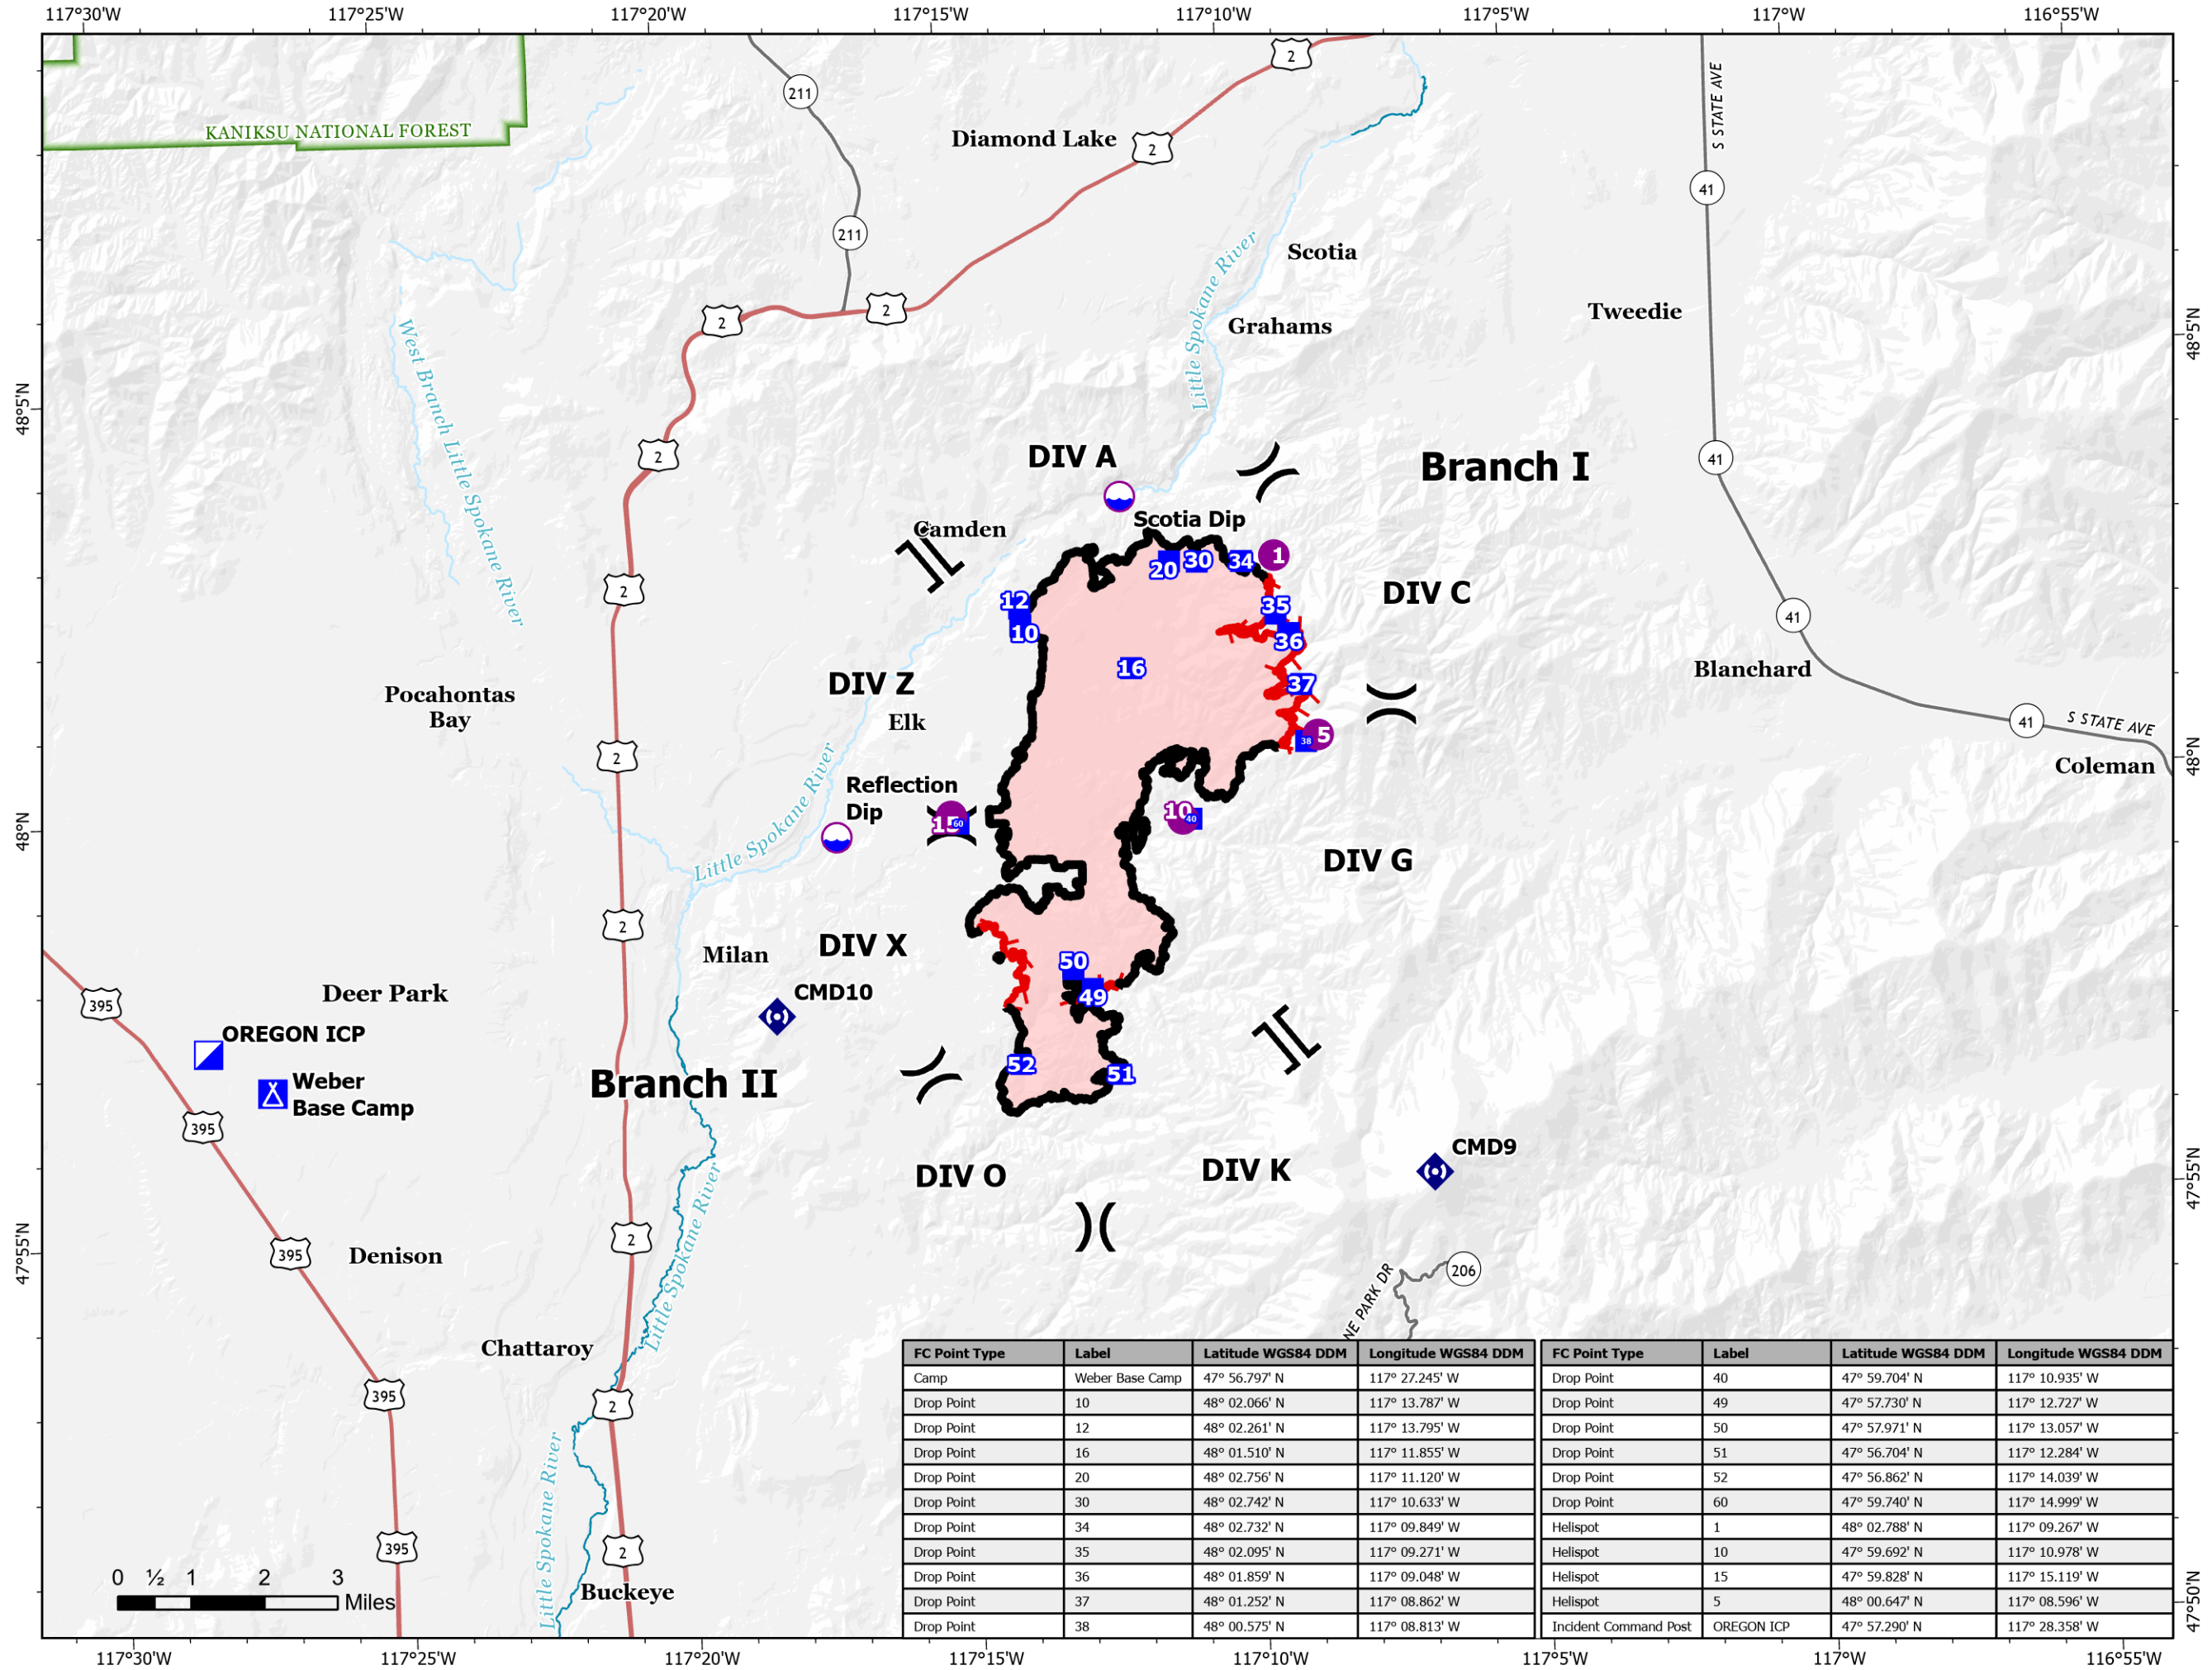 117°30'W 117°25'W 117°20'W 117°15'W 117°10'W 117°5'W 117°W 116°55'W
2
211
S STATE AVE
KANIKSU NATIONAL FOREST
Diamond Lake
2
41
211
Scotia
Little Spokane River
2
2
Tweedie
Grahams
48°5'N
West Branch Little Spokane River
48°5'N
2
DIV A
Branch I
41
Scotia Dip
Camden
1
20 30 34
2
DIV C
12
35
41
10
36
16
Blanchard
DIV Z
37
Pocahontas
Bay
Elk
41
S STATE AVE
5
38
2
48°N
Coleman
Reflection
Dip
Little Spokane River
15 60
10 40
48°N
DIV G
2
DIV X
Milan
50
395
Deer Park
CMD10
49
OREGON ICP
52
51
Weber
Base Camp
Branch II
395
CMD9
DIV O
DIV K
47°55'N
Little Spokane River
2
395
Denison
47°55'N
206
NE PARK DR
Chattaroy
395
2
Little Spokane River
395
2
Buckeye
0 ½ 1 2 3
Miles
47°50'N
FC Point Type Label Latitude WGS84 DDM Longitude WGS84 DDM
Camp Weber Base Camp 47° 56.797' N 117° 27.245' W
Drop Point 10 48° 02.066' N 117° 13.787' W
Drop Point 12 48° 02.261' N 117° 13.795' W
Drop Point 16 48° 01.510' N 117° 11.855' W
Drop Point 20 48° 02.756' N 117° 11.120' W
Drop Point 30 48° 02.742' N 117° 10.633' W
Drop Point 34 48° 02.732' N 117° 09.849' W
Drop Point 35 48° 02.095' N 117° 09.271' W
Drop Point 36 48° 01.859' N 117° 09.048' W
Drop Point 37 48° 01.252' N 117° 08.862' W
Drop Point 38 48° 00.575' N 117° 08.813' W
FC Point Type Label Latitude WGS84 DDM Longitude WGS84 DDM
Drop Point 40 47° 59.704' N 117° 10.935' W
Drop Point 49 47° 57.730' N 117° 12.727' W
Drop Point 50 47° 57.971' N 117° 13.057' W
Drop Point 51 47° 56.704' N 117° 12.284' W
Drop Point 52 47° 56.862' N 117° 14.039' W
Drop Point 60 47° 59.740' N 117° 14.999' W
Helispot 1 48° 02.788' N 117° 09.267' W
Helispot 10 47° 59.692' N 117° 10.978' W
Helispot 15 47° 59.828' N 117° 15.119' W
Helispot 5 48° 00.647' N 117° 08.596' W
Incident Command Post OREGON ICP 47° 57.290' N 117° 28.358' W
117°30'W 117°25'W 117°20'W 117°15'W 117°10'W 117°5'W 117°W 116°55'W